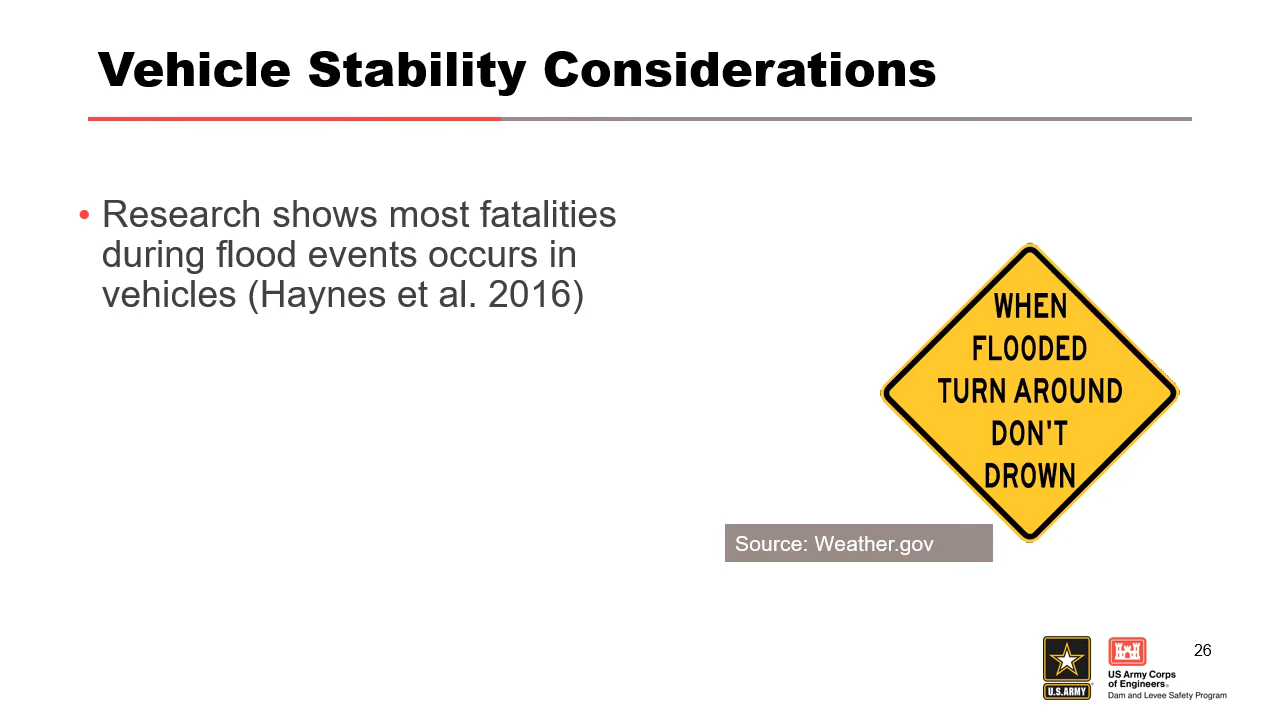 Vehicle Stability Considerations
• Research shows most fatalities
during flood events occurs in
vehicles (Haynes et al. 2016)
WHEN
FLOODED
TURN AROUND
DON'T
DROWN
Source: Weather.gov
U.S.ARMY
US Army Corps
of Engineers®
Dam and Levee Safety Program
26